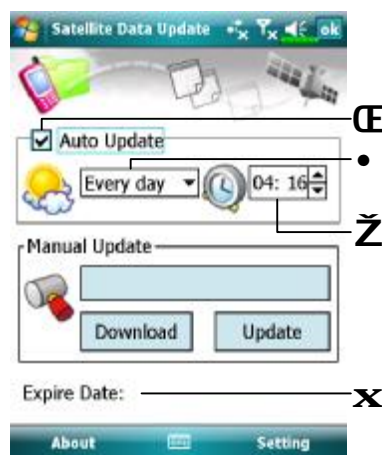 Satellite Data Update ok
Œ
Auto Update
•
Every day 04: 16
Ž
Manual Update
Download Update
Expire Date: x
About Setting